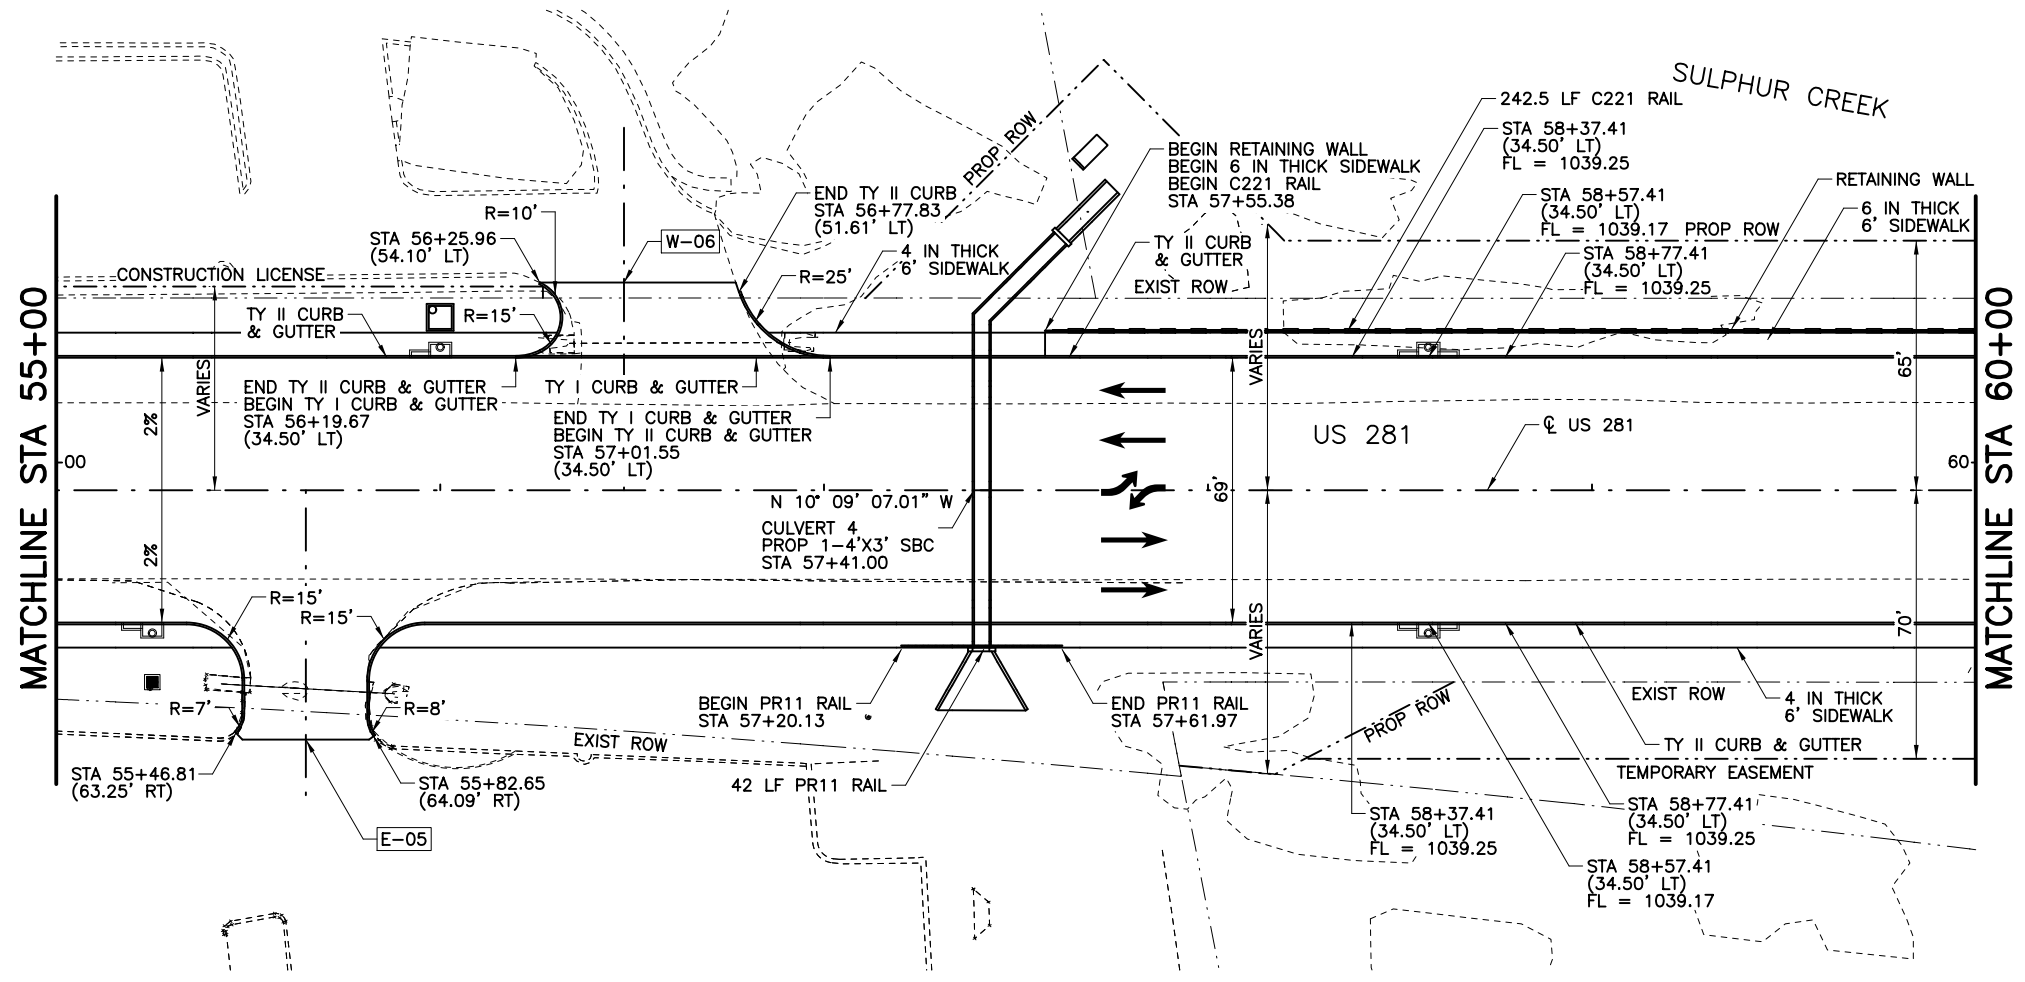 SULPHUR CREEK
242.5 LF C221 RAIL
STA 58+37.41
(34.50' LT)
FL = 1039.25
BEGIN RETAINING WALL
BEGIN 6 IN THICK SIDEWALK
BEGIN C221 RAIL
STA 57+55.38
PROP ROW
RETAINING WALL
6 IN THICK
6' SIDEWALK
STA 58+57.41
(34.50' LT)
FL = 1039.17
PROP ROW
STA 58+77.41
(34.50' LT)
FL = 1039.25
END TY II CURB
STA 56+77.83
(51.61' LT)
R=10'
STA 56+25.96
(54.10' LT)
W-06
4 IN THICK
6' SIDEWALK
TY II CURB
& GUTTER
EXIST ROW
R=25'
CONSTRUCTION LICENSE
TY II CURB
& GUTTER
R=15'
MATCHLINE STA 55+00
MATCHLINE STA 60+00
VARIES
VARIES
65'
2%
END TY II CURB & GUTTER
BEGIN TY I CURB & GUTTER
STA 56+19.67
(34.50' LT)
TY I CURB & GUTTER
END TY I CURB & GUTTER
BEGIN TY II CURB & GUTTER
STA 57+01.55
(34.50' LT)
US 281
℄ US 281
00
60
69'
N 10° 09' 07.01" W
CULVERT 4
PROP 1-4'X3' SBC
STA 57+41.00
2%
R=15'
R=15'
VARIES
70'
R=7'
R=8'
EXIST ROW
BEGIN PR11 RAIL
STA 57+20.13
END PR11 RAIL
STA 57+61.97
EXIST ROW
PROP ROW
4 IN THICK
6' SIDEWALK
TY II CURB & GUTTER
TEMPORARY EASEMENT
STA 55+46.81
(63.25' RT)
STA 55+82.65
(64.09' RT)
42 LF PR11 RAIL
E-05
STA 58+37.41
(34.50' LT)
FL = 1039.25
STA 58+77.41
(34.50' LT)
FL = 1039.25
STA 58+57.41
(34.50' LT)
FL = 1039.17